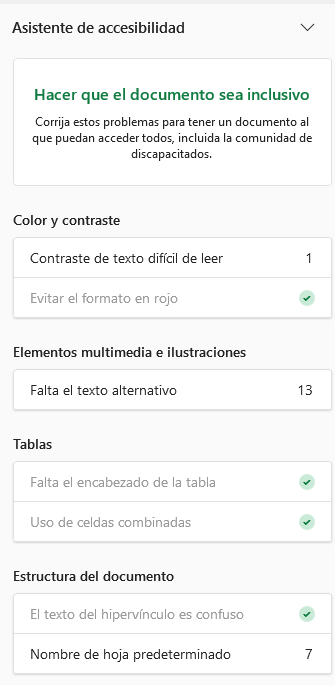 Asistente de accesibilidad
Hacer que el documento sea inclusivo
Corrija estos problemas para tener un documento al
que puedan acceder todos, incluida la comunidad de
discapacitados.
Color y contraste
Contraste de texto difícil de leer 1
Evitar el formato en rojo
Elementos multimedia e ilustraciones
Falta el texto alternativo 13
Tablas
Falta el encabezado de la tabla
Uso de celdas combinadas
Estructura del documento
El texto del hipervínculo es confuso
Nombre de hoja predeterminado 7